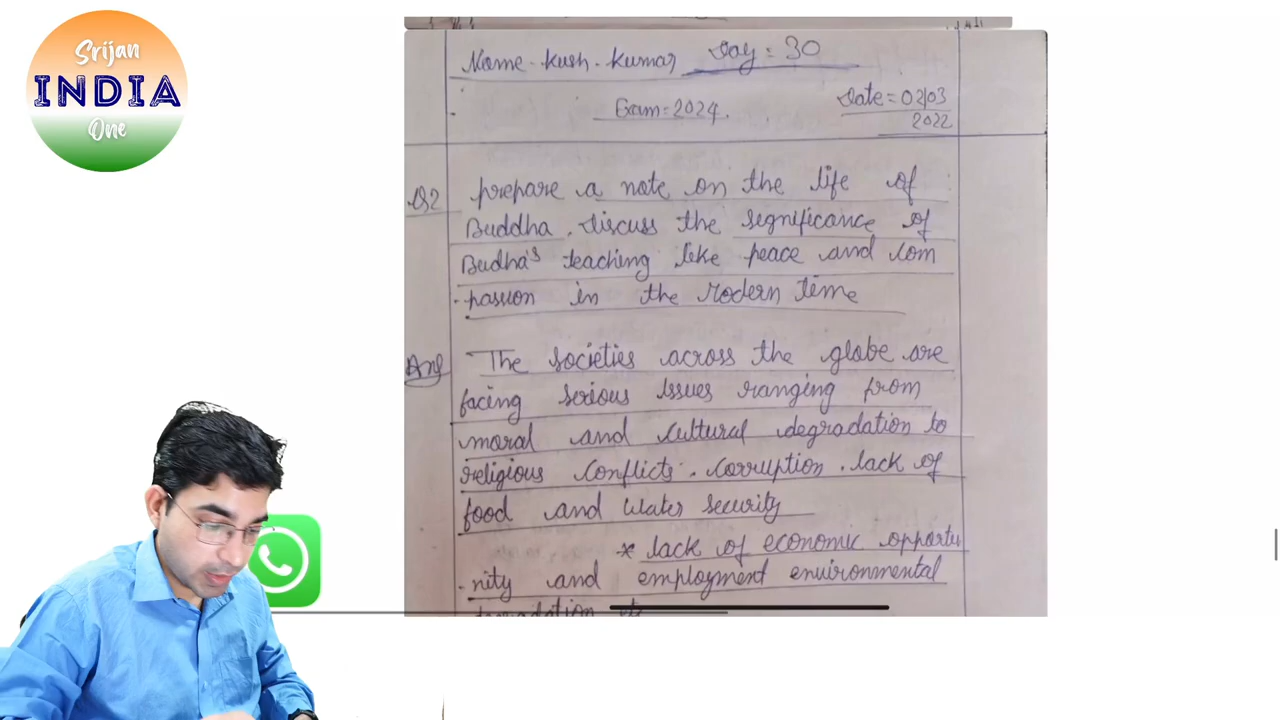 Srijan
INDIA
One
Name - Kush - Kumar Day = 30
Exam = 2024.
Date = 02/03
2022
Q2 prepare a note on the life of
Buddha. Discuss the significance of
Budha's teaching like peace and com
- passion in the modern time
Ans The societies across the globe are
facing serious issues ranging from
moral and cultural degradation to
religious conflicts. corruption. lack of
food and water security
* lack of economic opportu
- nity and employment environmental
degradation etc